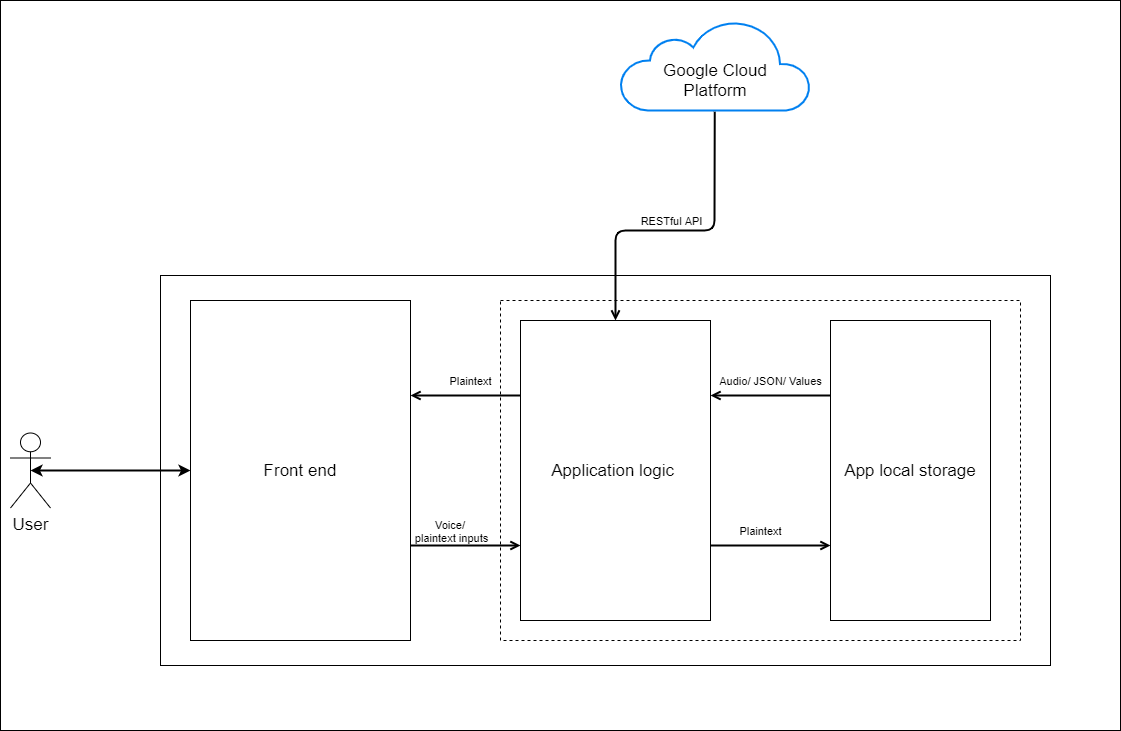 Google Cloud
Platform
RESTful API
Plaintext
Audio/ JSON/ Values
Front end
Application logic
App local storage
User
Voice/
plaintext inputs
Plaintext